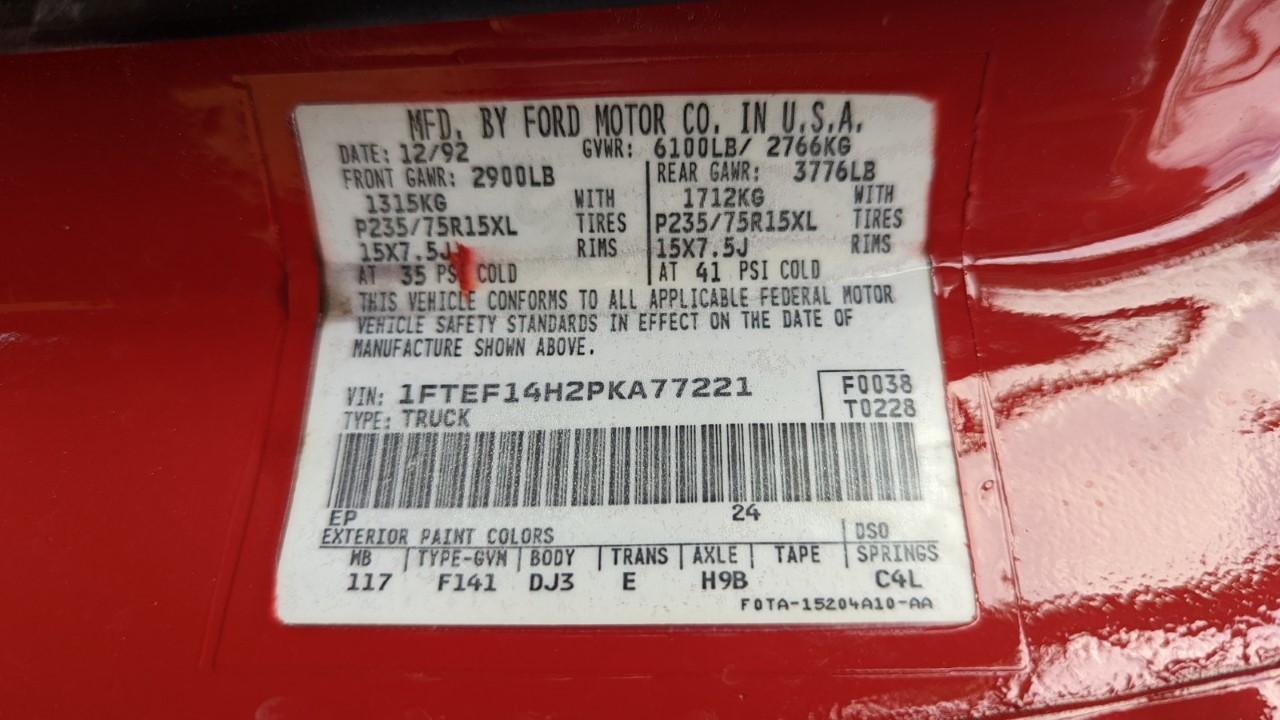 MFD. BY FORD MOTOR CO. IN U.S.A.
DATE: 12/92 GVWR: 6100LB/ 2766KG
FRONT GAWR: 2900LB REAR GAWR: 3776LB
1315KG WITH 1712KG WITH
P235/75R15XL TIRES P235/75R15XL TIRES
15X7.5J RIMS 15X7.5J RIMS
AT 35 PSI COLD AT 41 PSI COLD
THIS VEHICLE CONFORMS TO ALL APPLICABLE FEDERAL MOTOR
VEHICLE SAFETY STANDARDS IN EFFECT ON THE DATE OF
MANUFACTURE SHOWN ABOVE.
VIN: 1FTEF14H2PKA77221 F0038
TYPE: TRUCK T0228
EP 24
EXTERIOR PAINT COLORS DSO
WB TYPE-GVM BODY TRANS AXLE TAPE SPRINGS
117 F141 DJ3 E H9B C4L
F0TA-15204A10-AA